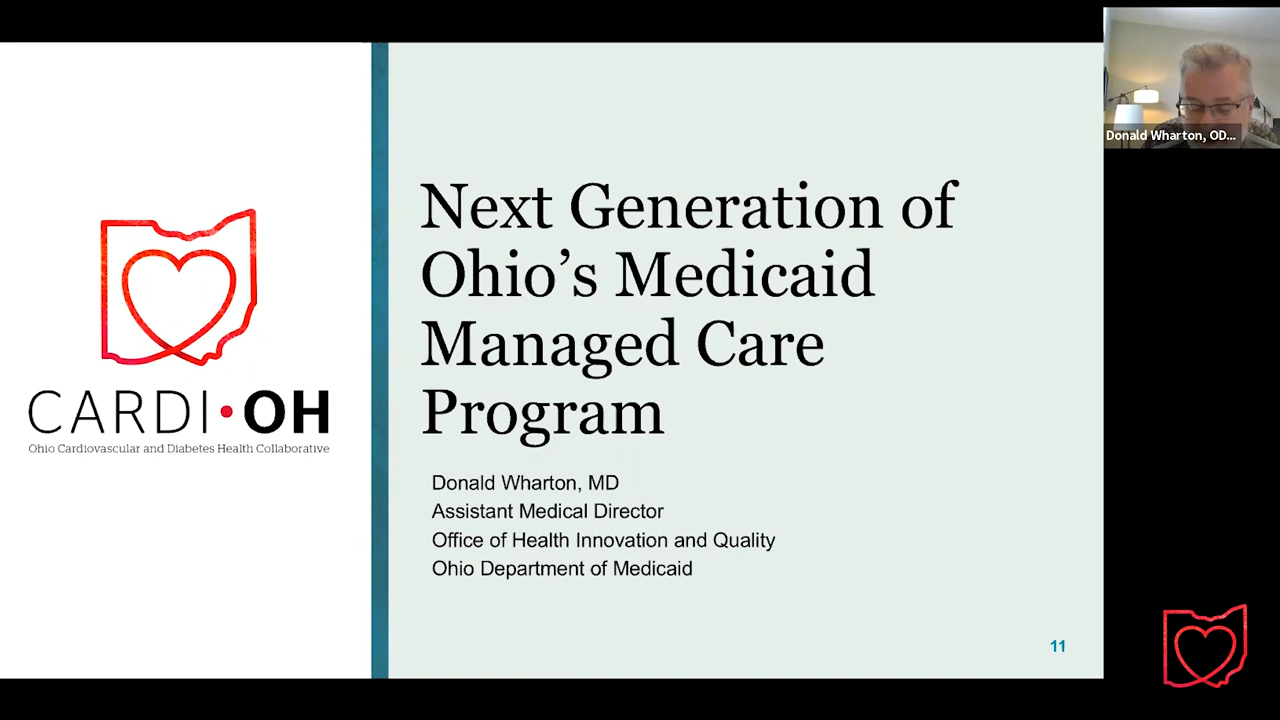 Donald Wharton, OD...
Next Generation of
Ohio's Medicaid
Managed Care
Program
CARDI•OH
Ohio Cardiovascular and Diabetes Health Collaborative
Donald Wharton, MD
Assistant Medical Director
Office of Health Innovation and Quality
Ohio Department of Medicaid
11